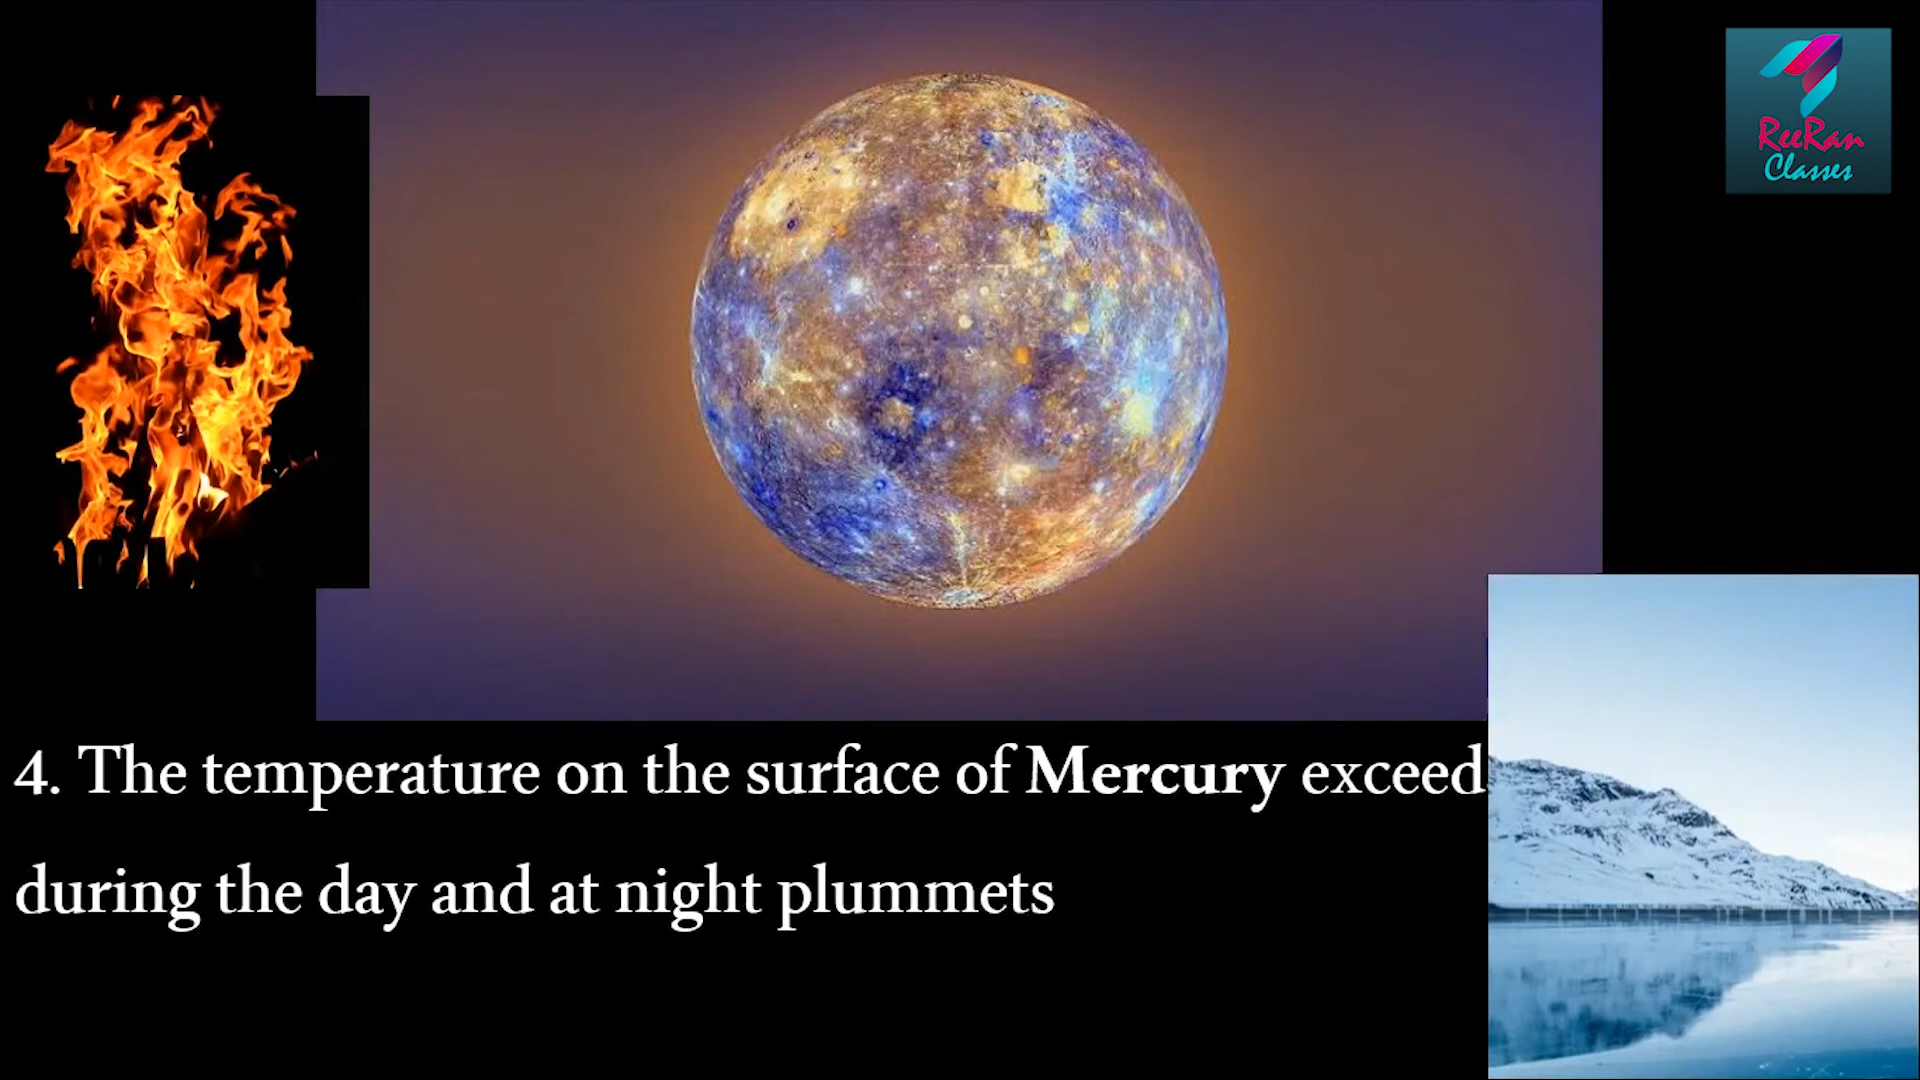 ReeRan
Classes
4. The temperature on the surface of Mercury exceed
during the day and at night plummets